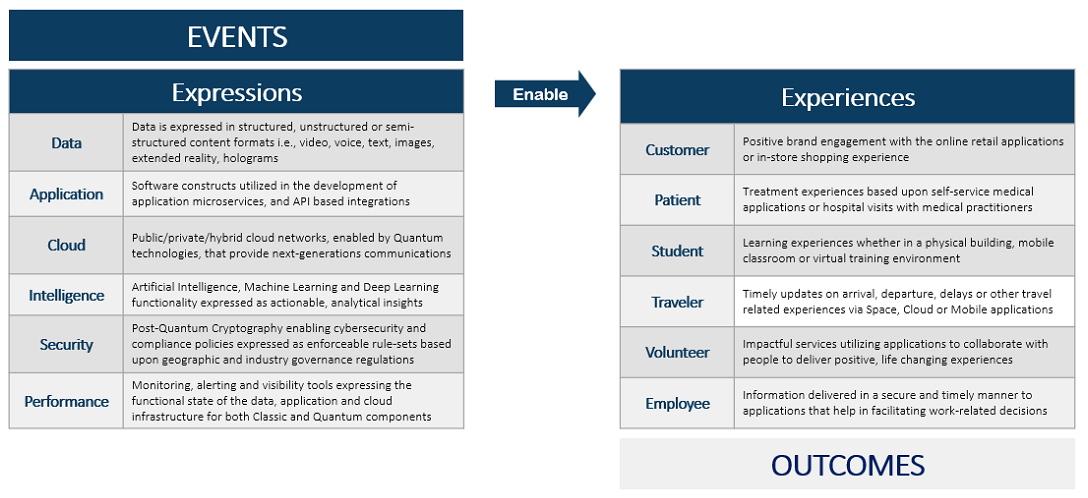 EVENTS
Expressions
Data
Data is expressed in structured, unstructured or semi-
structured content formats i.e., video, voice, text, images,
extended reality, holograms
Application
Software constructs utilized in the development of
application microservices, and API based integrations
Cloud
Public/private/hybrid cloud networks, enabled by Quantum
technologies, that provide next-generations communications
Intelligence
Artificial Intelligence, Machine Learning and Deep Learning
functionality expressed as actionable, analytical insights
Security
Post-Quantum Cryptography enabling cybersecurity and
compliance policies expressed as enforceable rule-sets based
upon geographic and industry governance regulations
Performance
Monitoring, alerting and visibility tools expressing the
functional state of the data, application and cloud
infrastructure for both Classic and Quantum components
Enable
Experiences
Customer
Positive brand engagement with the online retail applications
or in-store shopping experience
Patient
Treatment experiences based upon self-service medical
applications or hospital visits with medical practitioners
Student
Learning experiences whether in a physical building, mobile
classroom or virtual training environment
Traveler
Timely updates on arrival, departure, delays or other travel
related experiences via Space, Cloud or Mobile applications
Volunteer
Impactful services utilizing applications to collaborate with
people to deliver positive, life changing experiences
Employee
Information delivered in a secure and timely manner to
applications that help in facilitating work-related decisions
OUTCOMES